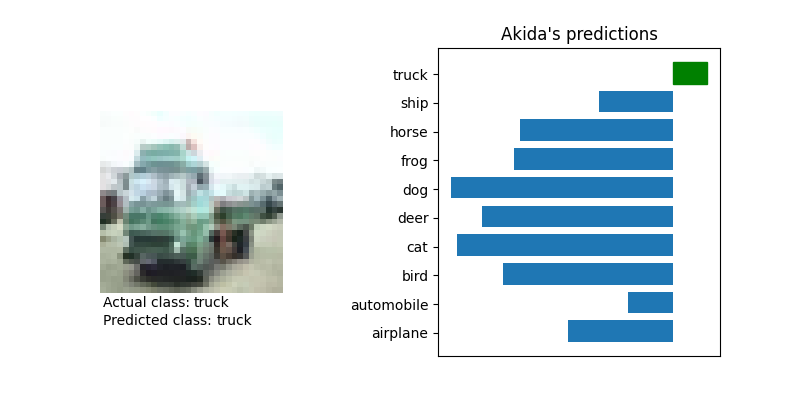 Akida's predictions
truck
ship
horse
frog
dog
deer
cat
bird
automobile
airplane
Actual class: truck
Predicted class: truck